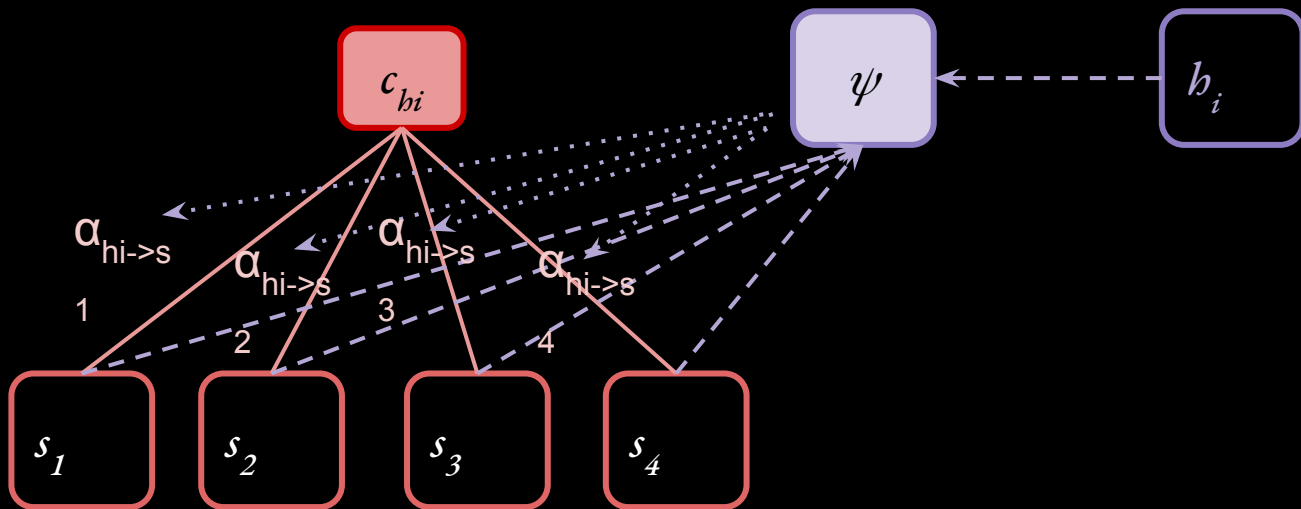 c_hi
ψ
h_i
α_hi->s
1
α_hi->s
2
α_hi->s
3
α_hi->s
4
s_1
s_2
s_3
s_4